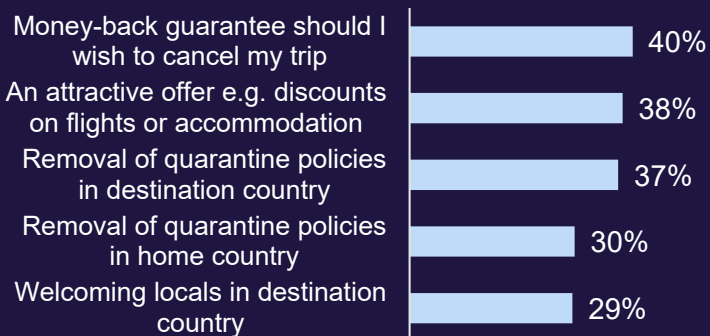 Money-back guarantee should I
wish to cancel my trip
40%
An attractive offer e.g. discounts
on flights or accommodation
38%
Removal of quarantine policies
in destination country
37%
Removal of quarantine policies
in home country
30%
Welcoming locals in destination
country
29%